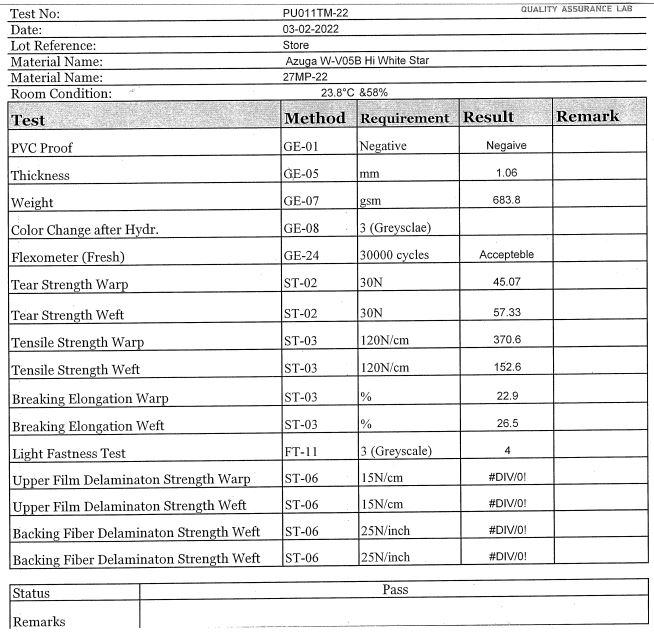 QUALITY ASSURANCE LAB
Test No: PU011TM-22
Date: 03-02-2022
Lot Reference: Store
Material Name: Azuga W-V05B Hi White Star
Material Name: 27MP-22
Room Condition: 23.8°C &58%
Test Method Requirement Result Remark
PVC Proof GE-01 Negative Negaive
Thickness GE-05 mm 1.06
Weight GE-07 gsm 683.8
Color Change after Hydr. GE-08 3 (Greysclae)
Flexometer (Fresh) GE-24 30000 cycles Accepteble
Tear Strength Warp ST-02 30N 45.07
Tear Strength Weft ST-02 30N 57.33
Tensile Strength Warp ST-03 120N/cm 370.6
Tensile Strength Weft ST-03 120N/cm 152.6
Breaking Elongation Warp ST-03 % 22.9
Breaking Elongation Weft ST-03 % 26.5
Light Fastness Test FT-11 3 (Greyscale) 4
Upper Film Delaminaton Strength Warp ST-06 15N/cm #DIV/0!
Upper Film Delaminaton Strength Weft ST-06 15N/cm #DIV/0!
Backing Fiber Delaminaton Strength Weft ST-06 25N/inch #DIV/0!
Backing Fiber Delaminaton Strength Weft ST-06 25N/inch #DIV/0!
Status Pass
Remarks